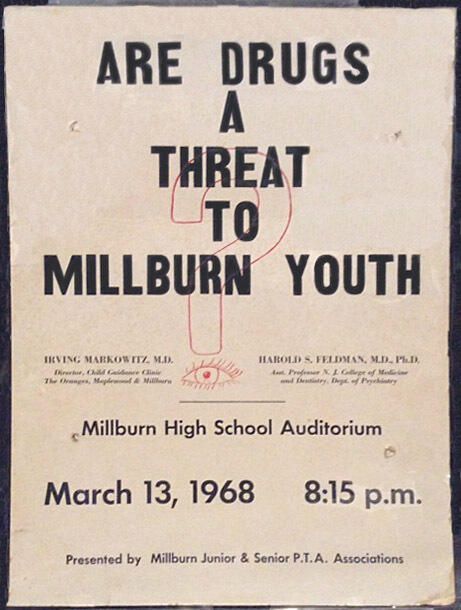 ARE DRUGS
A
THREAT
TO
MILLBURN YOUTH
?
IRVING MARKOWITZ, M.D.
Director, Child Guidance Clinic
The Oranges, Maplewood & Millburn
HAROLD S. FELDMAN, M.D., Ph.D.
Asst. Professor N. J. College of Medicine
and Dentistry, Dept. of Psychiatry
Millburn High School Auditorium
March 13, 1968 8:15 p.m.
Presented by Millburn Junior & Senior P.T.A. Associations